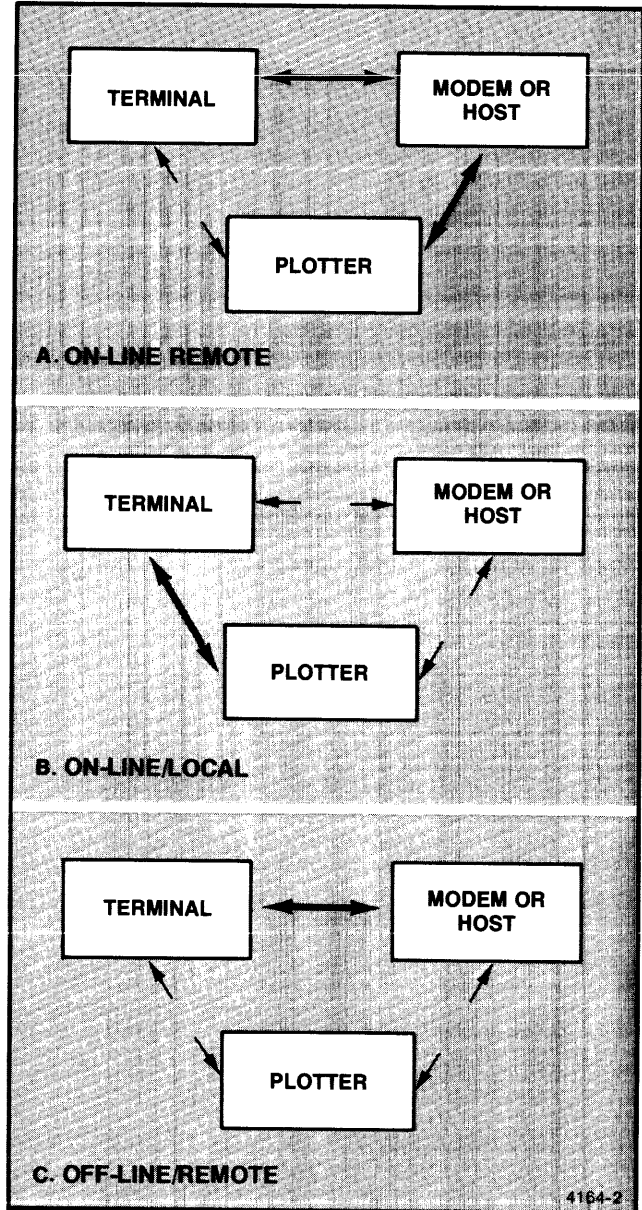 TERMINAL
MODEM OR
HOST
PLOTTER
A. ON-LINE REMOTE
TERMINAL
MODEM OR
HOST
PLOTTER
B. ON-LINE/LOCAL
TERMINAL
MODEM OR
HOST
PLOTTER
C. OFF-LINE/REMOTE
4164-2